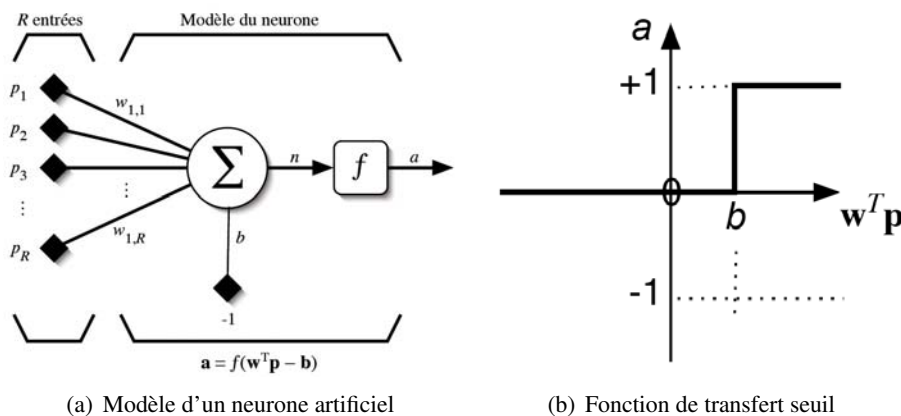 R entrées
Modèle du neurone
p1
w1,1
p2
p3
⋮
⋮
pR
w1,R
Σ
n
f
a
b
-1
a = f(wᵀp – b)
(a) Modèle d'un neurone artificiel
a
+1
0
b
wᵀp
-1
(b) Fonction de transfert seuil